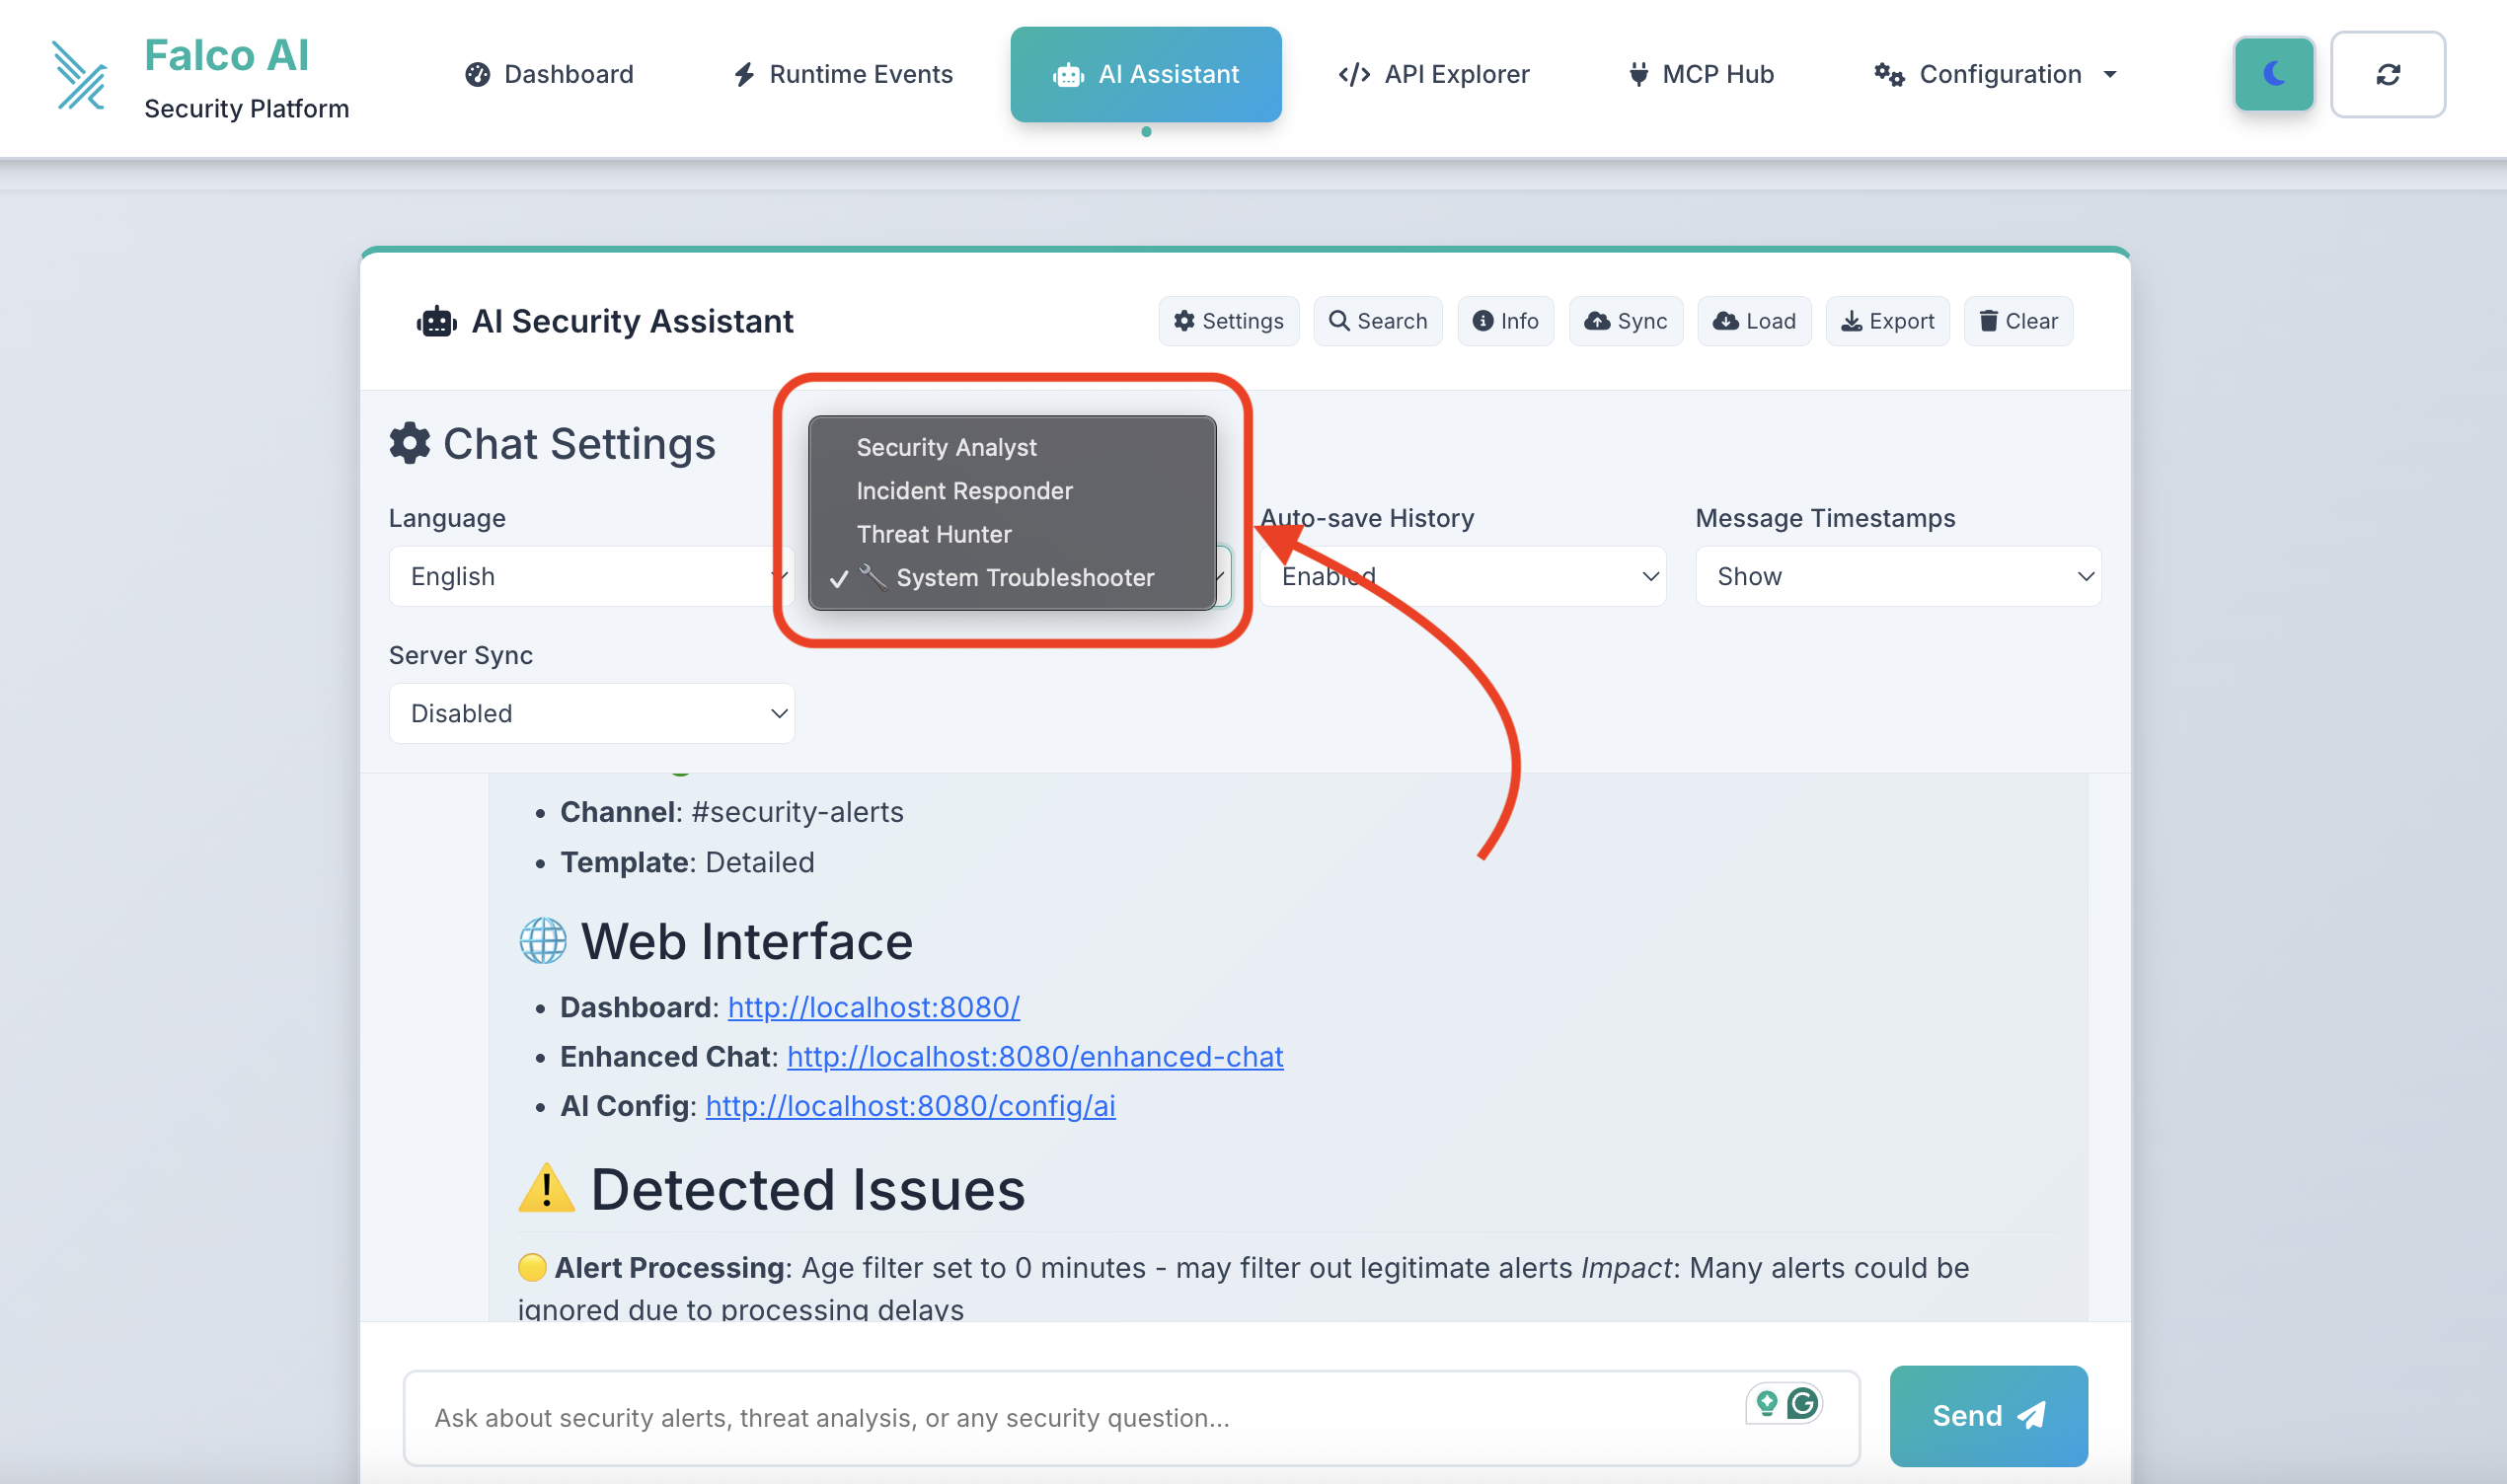 Falco AI
Security Platform
Dashboard
Runtime Events
AI Assistant
</> API Explorer
MCP Hub
Configuration
AI Security Assistant
Settings
Search
Info
Sync
Load
Export
Clear
Chat Settings
Security Analyst
Incident Responder
Threat Hunter
✓ 🔧 System Troubleshooter
Language
English
Auto-save History
Enabled
Message Timestamps
Show
Server Sync
Disabled
• Channel: #security-alerts
• Template: Detailed
🌐 Web Interface
• Dashboard: http://localhost:8080/
• Enhanced Chat: http://localhost:8080/enhanced-chat
• AI Config: http://localhost:8080/config/ai
⚠️ Detected Issues
🟡 Alert Processing: Age filter set to 0 minutes - may filter out legitimate alerts Impact: Many alerts could be
ignored due to processing delays
Ask about security alerts, threat analysis, or any security question...
Send